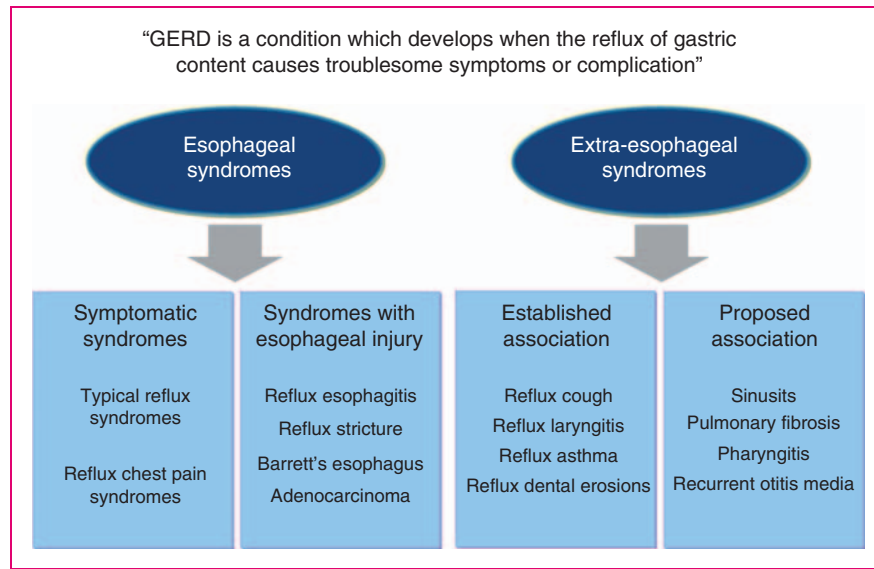 “GERD is a condition which develops when the reflux of gastric
content causes troublesome symptoms or complication”
Esophageal
syndromes
Extra-esophageal
syndromes
Symptomatic
syndromes
Typical reflux
syndromes
Reflux chest pain
syndromes
Syndromes with
esophageal injury
Reflux esophagitis
Reflux stricture
Barrett’s esophagus
Adenocarcinoma
Established
association
Reflux cough
Reflux laryngitis
Reflux asthma
Reflux dental erosions
Proposed
association
Sinusits
Pulmonary fibrosis
Pharyngitis
Recurrent otitis media